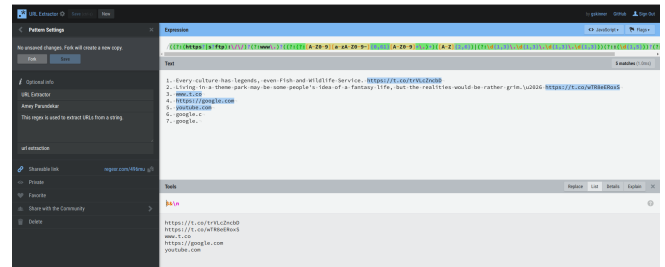 URL Extractor
New
by gskinner GitHub Sign Out
Pattern Settings
Expression
JavaScript
Flags
No unsaved changes. Fork will create a new copy.
Fork
Save
Text
5 matches
Optional info
URL Extractor
Amey Parundekar
This regex is used to extract URLs from a string.
url extraction
1. Every culture has legends, even Fish and Wildlife Service. https://t.co/trVLcZncbO
2. Living in a theme park may be some people's idea of a fantasy life, but the realities would be rather grim.\u2026 https://t.co/wTR8eERox5
3. www.t.co
4. https://google.com
5. youtube.com
6. google.c
7. google.
Shareable link
Private
Favorite
Share with the Community
Delete
Tools
Replace List Details Explain
$&\n
https://t.co/trVLcZncbO
https://t.co/wTR8eERox5
www.t.co
https://google.com
youtube.com